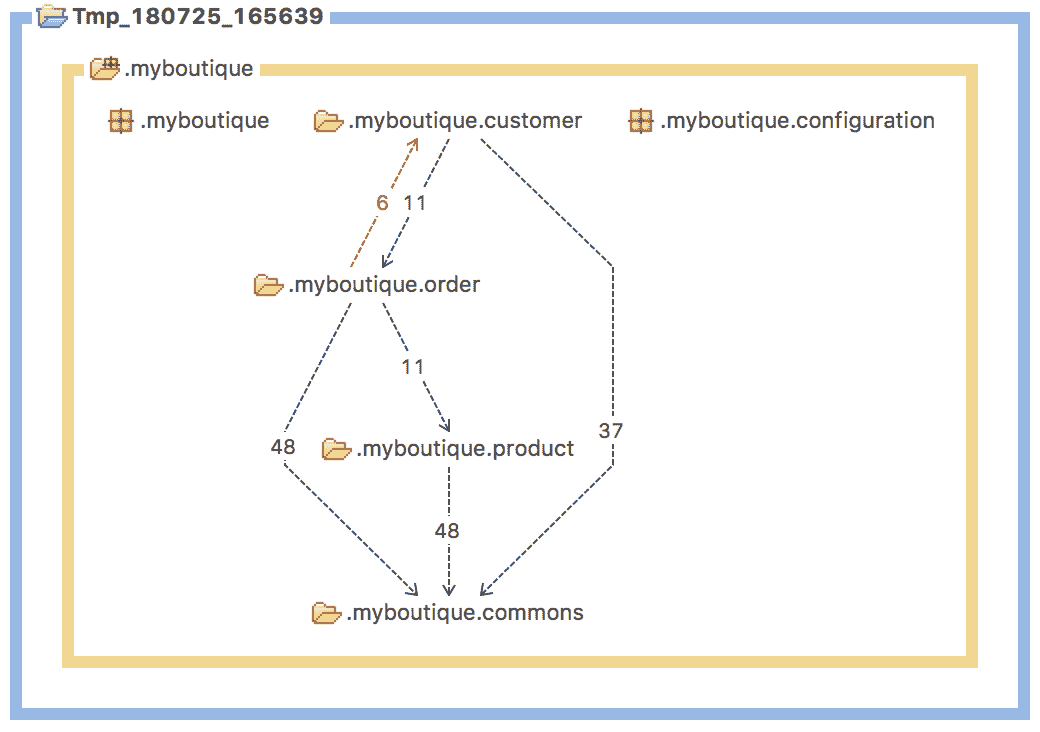 Tmp_180725_165639
.myboutique
.myboutique .myboutique.customer .myboutique.configuration
6 11
.myboutique.order
11
37
48 .myboutique.product
48
.myboutique.commons